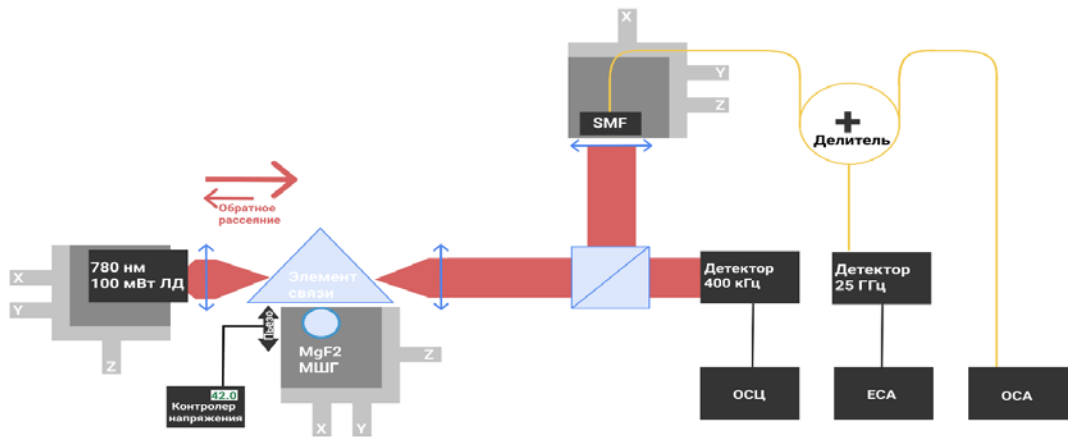 X
Y
Z
SMF
+
Делитель
Обратное
рассеяние
780 нм
100 мВт ЛД
X
Y
Z
Элемент
связи
Пьезо
MgF2
МШГ
Z
X
Y
42.0
Контролер
напряжения
Детектор
400 кГц
Детектор
25 ГГц
ОСЦ
ЕСА
ОСА